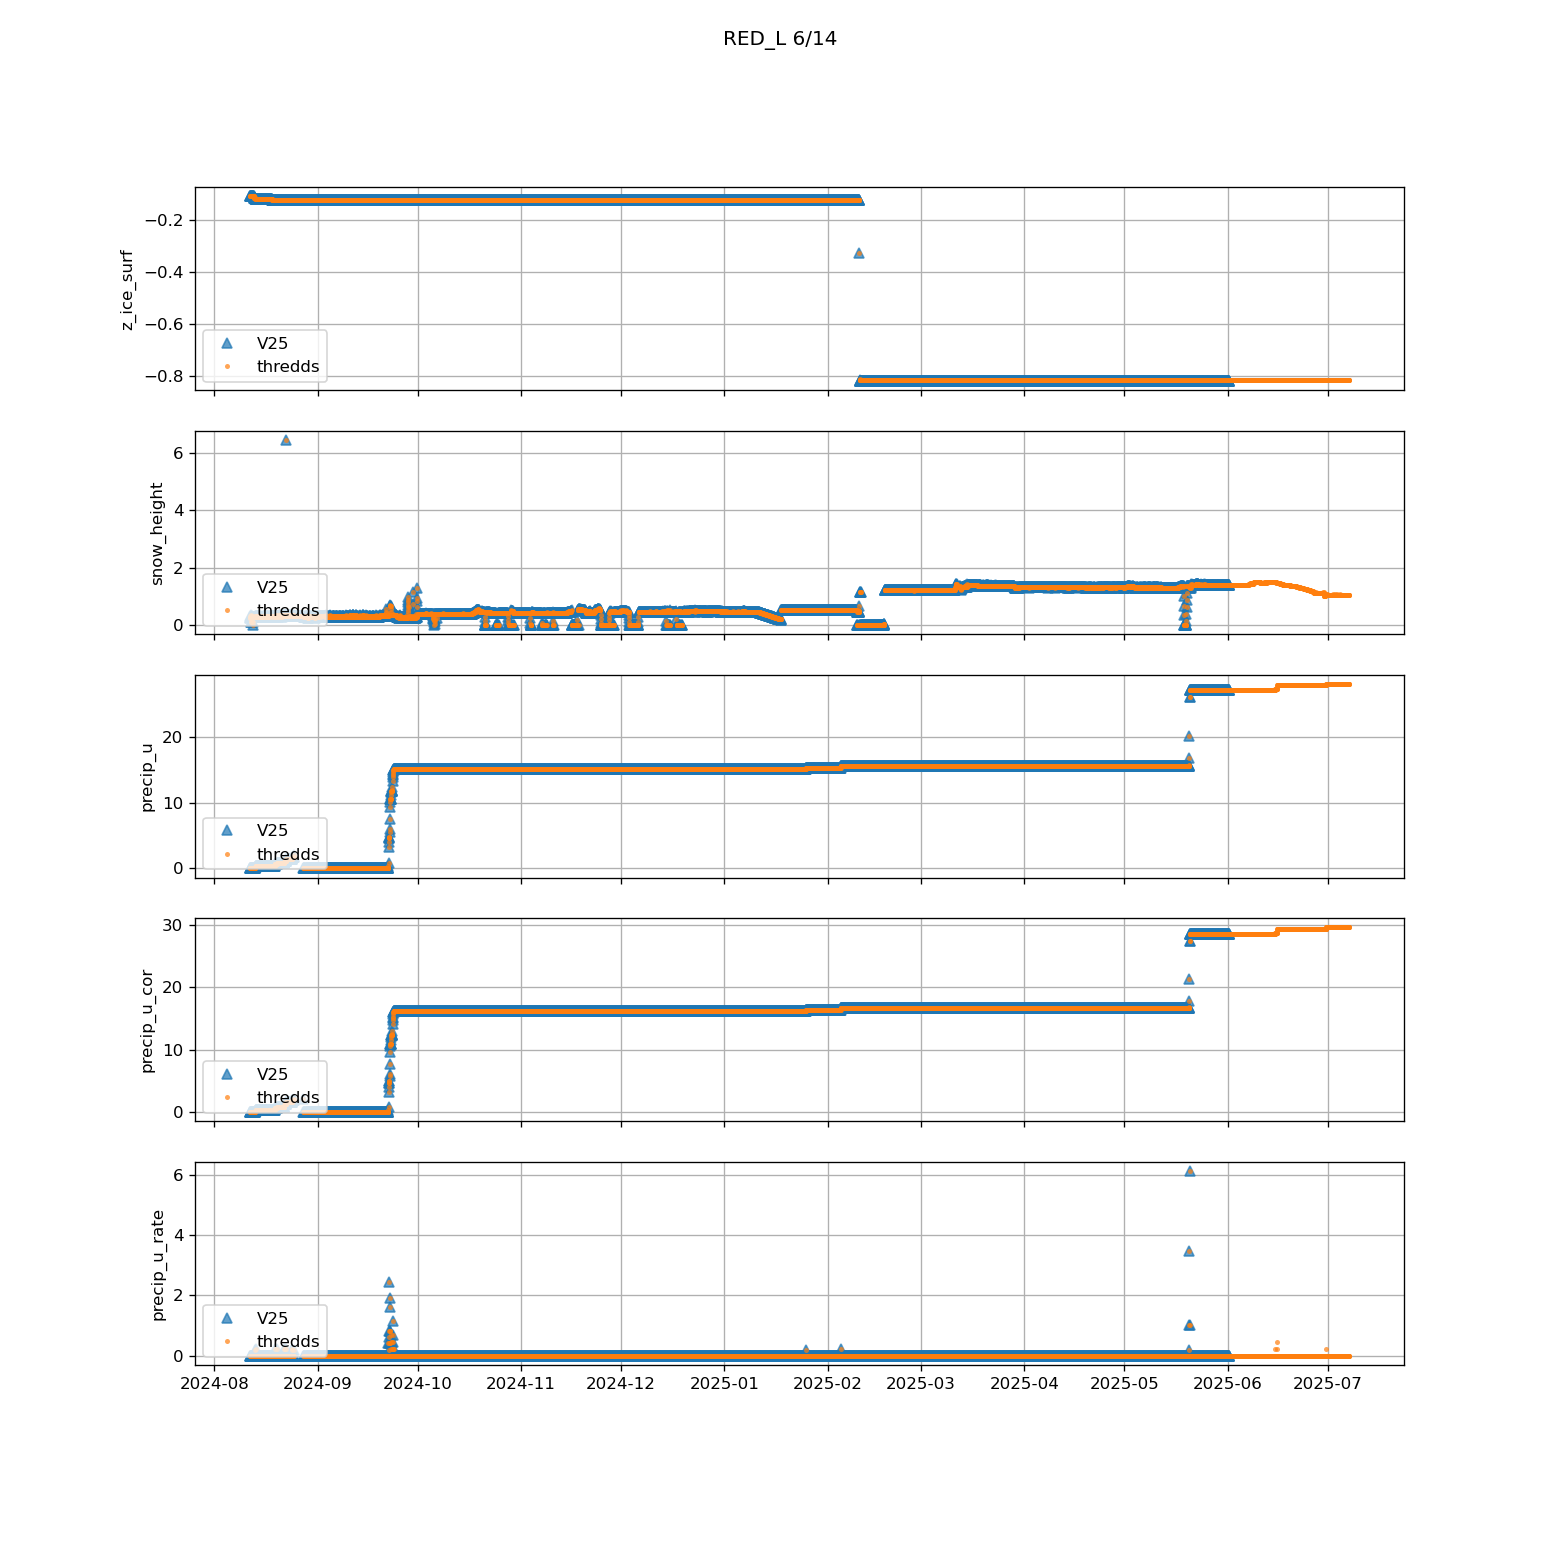 RED_L 6/14
z_ice_surf
−0.2
−0.4
−0.6
−0.8
V25
thredds
snow_height
6
4
2
0
V25
thredds
precip_u
20
10
0
V25
thredds
precip_u_cor
30
20
10
0
V25
thredds
precip_u_rate
6
4
2
0
V25
thredds
2024-08 2024-09 2024-10 2024-11 2024-12 2025-01 2025-02 2025-03 2025-04 2025-05 2025-06 2025-07